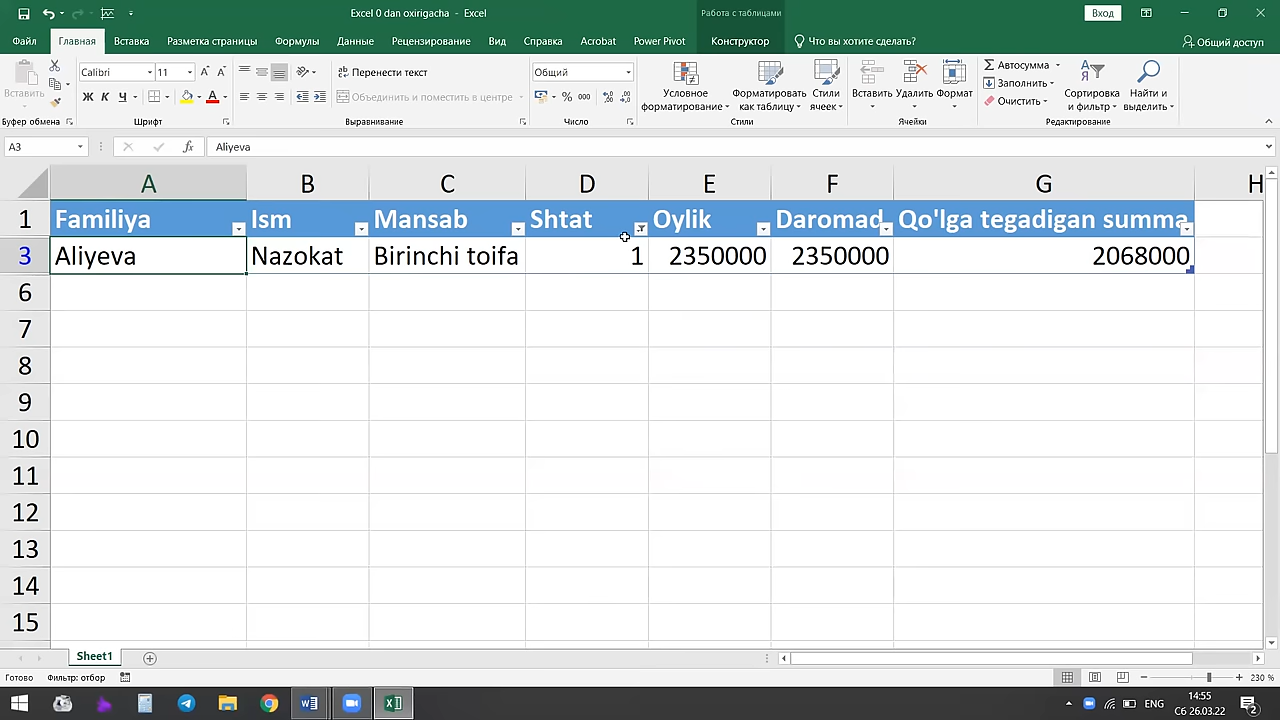 Excel 0 dan oxirigacha - Excel
Работа с таблицами
Вход
Файл
Главная
Вставка
Разметка страницы
Формулы
Данные
Рецензирование
Вид
Справка
Acrobat
Power Pivot
Конструктор
Что вы хотите сделать?
Общий доступ
Вставить
Буфер обмена
Calibri
11
Ж К Ч
Шрифт
Перенести текст
Объединить и поместить в центре
Выравнивание
Общий
% 000
Число
Условное форматирование
Форматировать как таблицу
Стили ячеек
Стили
Вставить
Удалить
Формат
Ячейки
Автосумма
Заполнить
Очистить
Сортировка и фильтр
Найти и выделить
Редактирование
A3
fx
Aliyeva
A B C D E F G H
1 Familiya Ism Mansab Shtat Oylik Daromad Qo'lga tegadigan summa
3 Aliyeva Nazokat Birinchi toifa 1 2350000 2350000 2068000
6
7
8
9
10
11
12
13
14
15
Sheet1
Готово
Фильтр: отбор
230 %
ENG
14:55
Сб 26.03.22
2